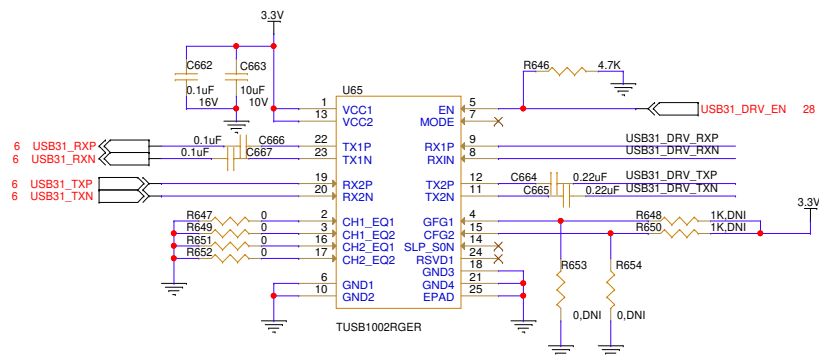 3.3V
C662
C663
0.1uF
10uF
16V
10V
R646
4.7K
U65
1 VCC1
EN 5
USB31_DRV_EN 28
13 VCC2
MODE 7
6 USB31_RXP
0.1uF
C666
22 TX1P
RX1P 9
USB31_DRV_RXP
6 USB31_RXN
0.1uF
C667
23 TX1N
RXIN 8
USB31_DRV_RXN
6 USB31_TXP
19 RX2P
TX2P 12
C664
0.22uF
USB31_DRV_TXP
6 USB31_TXN
20 RX2N
TX2N 11
C665
0.22uF
USB31_DRV_TXN
R647 0
2 CH1_EQ1
GFG1 4
R648
1K,DNI
3.3V
R649 0
3 CH1_EQ2
CFG2 15
R650
1K,DNI
R651 0
16 CH2_EQ1
SLP_S0N 14
R652 0
17 CH2_EQ2
RSVD1 24
GND3 18
R653
R654
6 GND1
GND4 21
10 GND2
EPAD 25
0,DNI
0,DNI
TUSB1002RGER